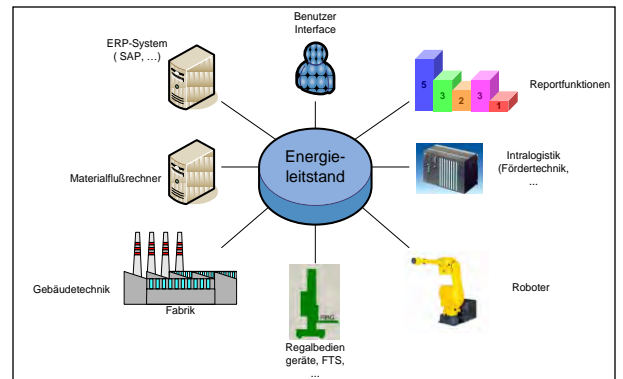 Benutzer
Interface
ERP-System
( SAP, ...)
5
3
2
3
1
Reportfunktionen
Energie-
leitstand
Materialflußrechner
Intralogistik
(Fördertechnik,
...
Gebäudetechnik
Fabrik
Roboter
Regalbedien
geräte, FTS,
...